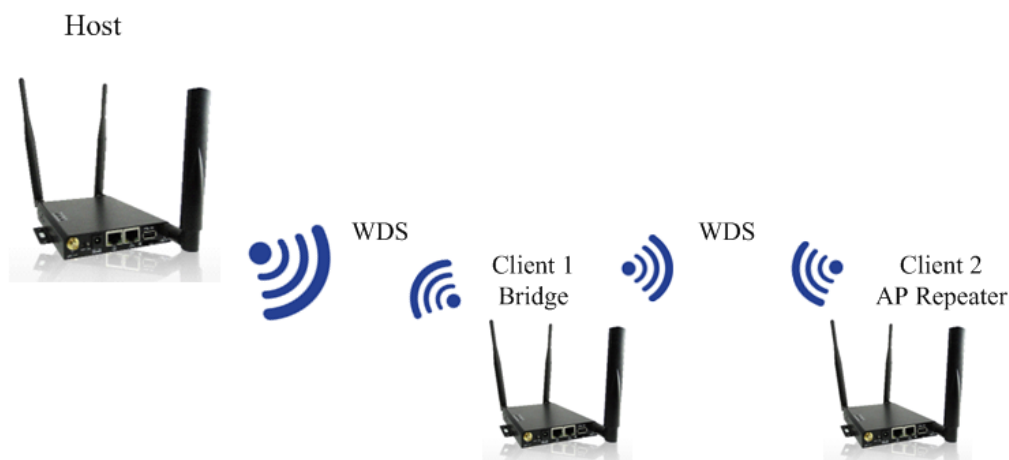 Host
WDS
WDS
Client 1
Bridge
Client 2
AP Repeater